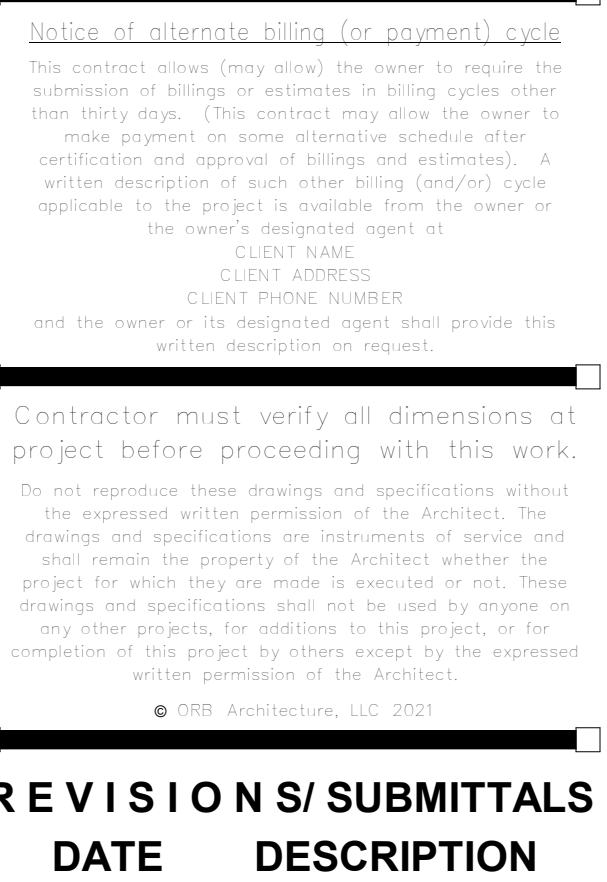 Notice of alternate billing (or payment) cycle
This contract allows (may allow) the owner to require the
submission of billings or estimates in billing cycles other
than thirty days. (This contract may allow the owner to
make payment on some alternative schedule after
certification and approval of billings and estimates). A
written description of such other billing (and/or) cycle
applicable to the project is available from the owner or
the owner's designated agent at
CLIENT NAME
CLIENT ADDRESS
CLIENT PHONE NUMBER
and the owner or its designated agent shall provide this
written description on request.
Contractor must verify all dimensions at
project before proceeding with this work.
Do not reproduce these drawings and specifications without
the expressed written permission of the Architect. The
drawings and specifications are instruments of service and
shall remain the property of the Architect whether the
project for which they are made is executed or not. These
drawings and specifications shall not be used by anyone on
any other projects, for additions to this project, or for
completion of this project by others except by the expressed
written permission of the Architect.
© ORB Architecture, LLC 2021
R E V I S I O N S/ SUBMITTALS
DATE DESCRIPTION